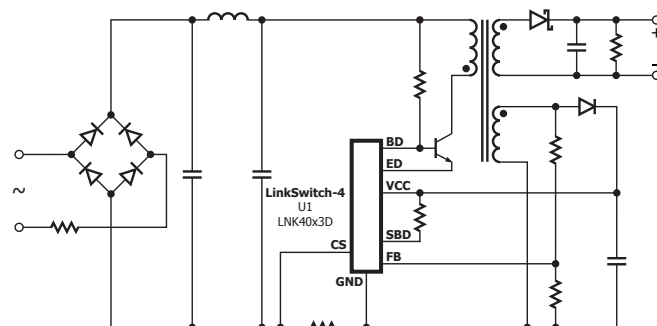 +
–
BD
ED
LinkSwitch-4
VCC
U1
~
LNK40x3D
SBD
CS
FB
GND